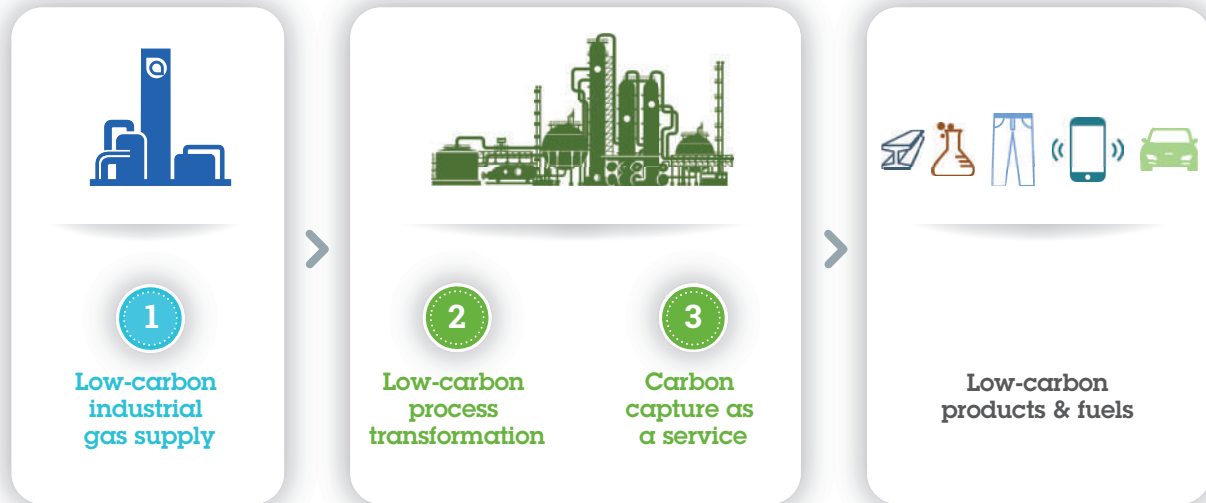 1
Low-carbon
industrial
gas supply
2
Low-carbon
process
transformation
3
Carbon
capture as
a service
Low-carbon
products & fuels